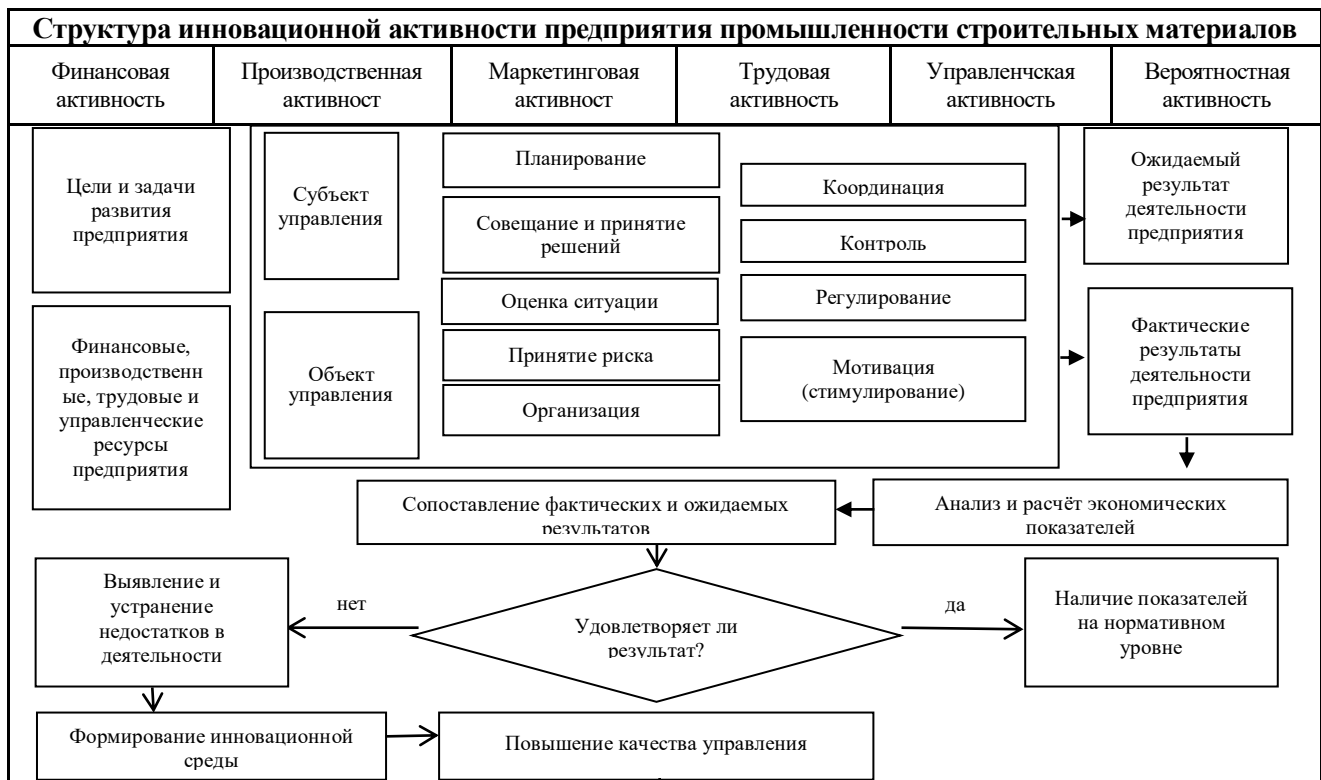 Структура инновационной активности предприятия промышленности строительных материалов
Финансовая
активность
Производственная
активност
Маркетинговая
активност
Трудовая
активность
Управленчская
активность
Вероятностная
активность
Цели и задачи
развития
предприятия
Финансовые,
производственн
ые, трудовые и
управленческие
ресурсы
предприятия
Субъект
управления
Объект
управления
Планирование
Совещание и принятие
решений
Оценка ситуации
Принятие риска
Организация
Координация
Контроль
Регулирование
Мотивация
(стимулирование)
Ожидаемый
результат
деятельности
предприятия
Фактические
результаты
деятельности
предприятия
Сопоставление фактических и ожидаемых
результатов
Анализ и расчёт экономических
показателей
Выявление и
устранение
недостатков в
деятельности
нет
Удовлетворяет ли
результат?
да
Наличие показателей
на нормативном
уровне
Формирование инновационной
среды
Повышение качества управления